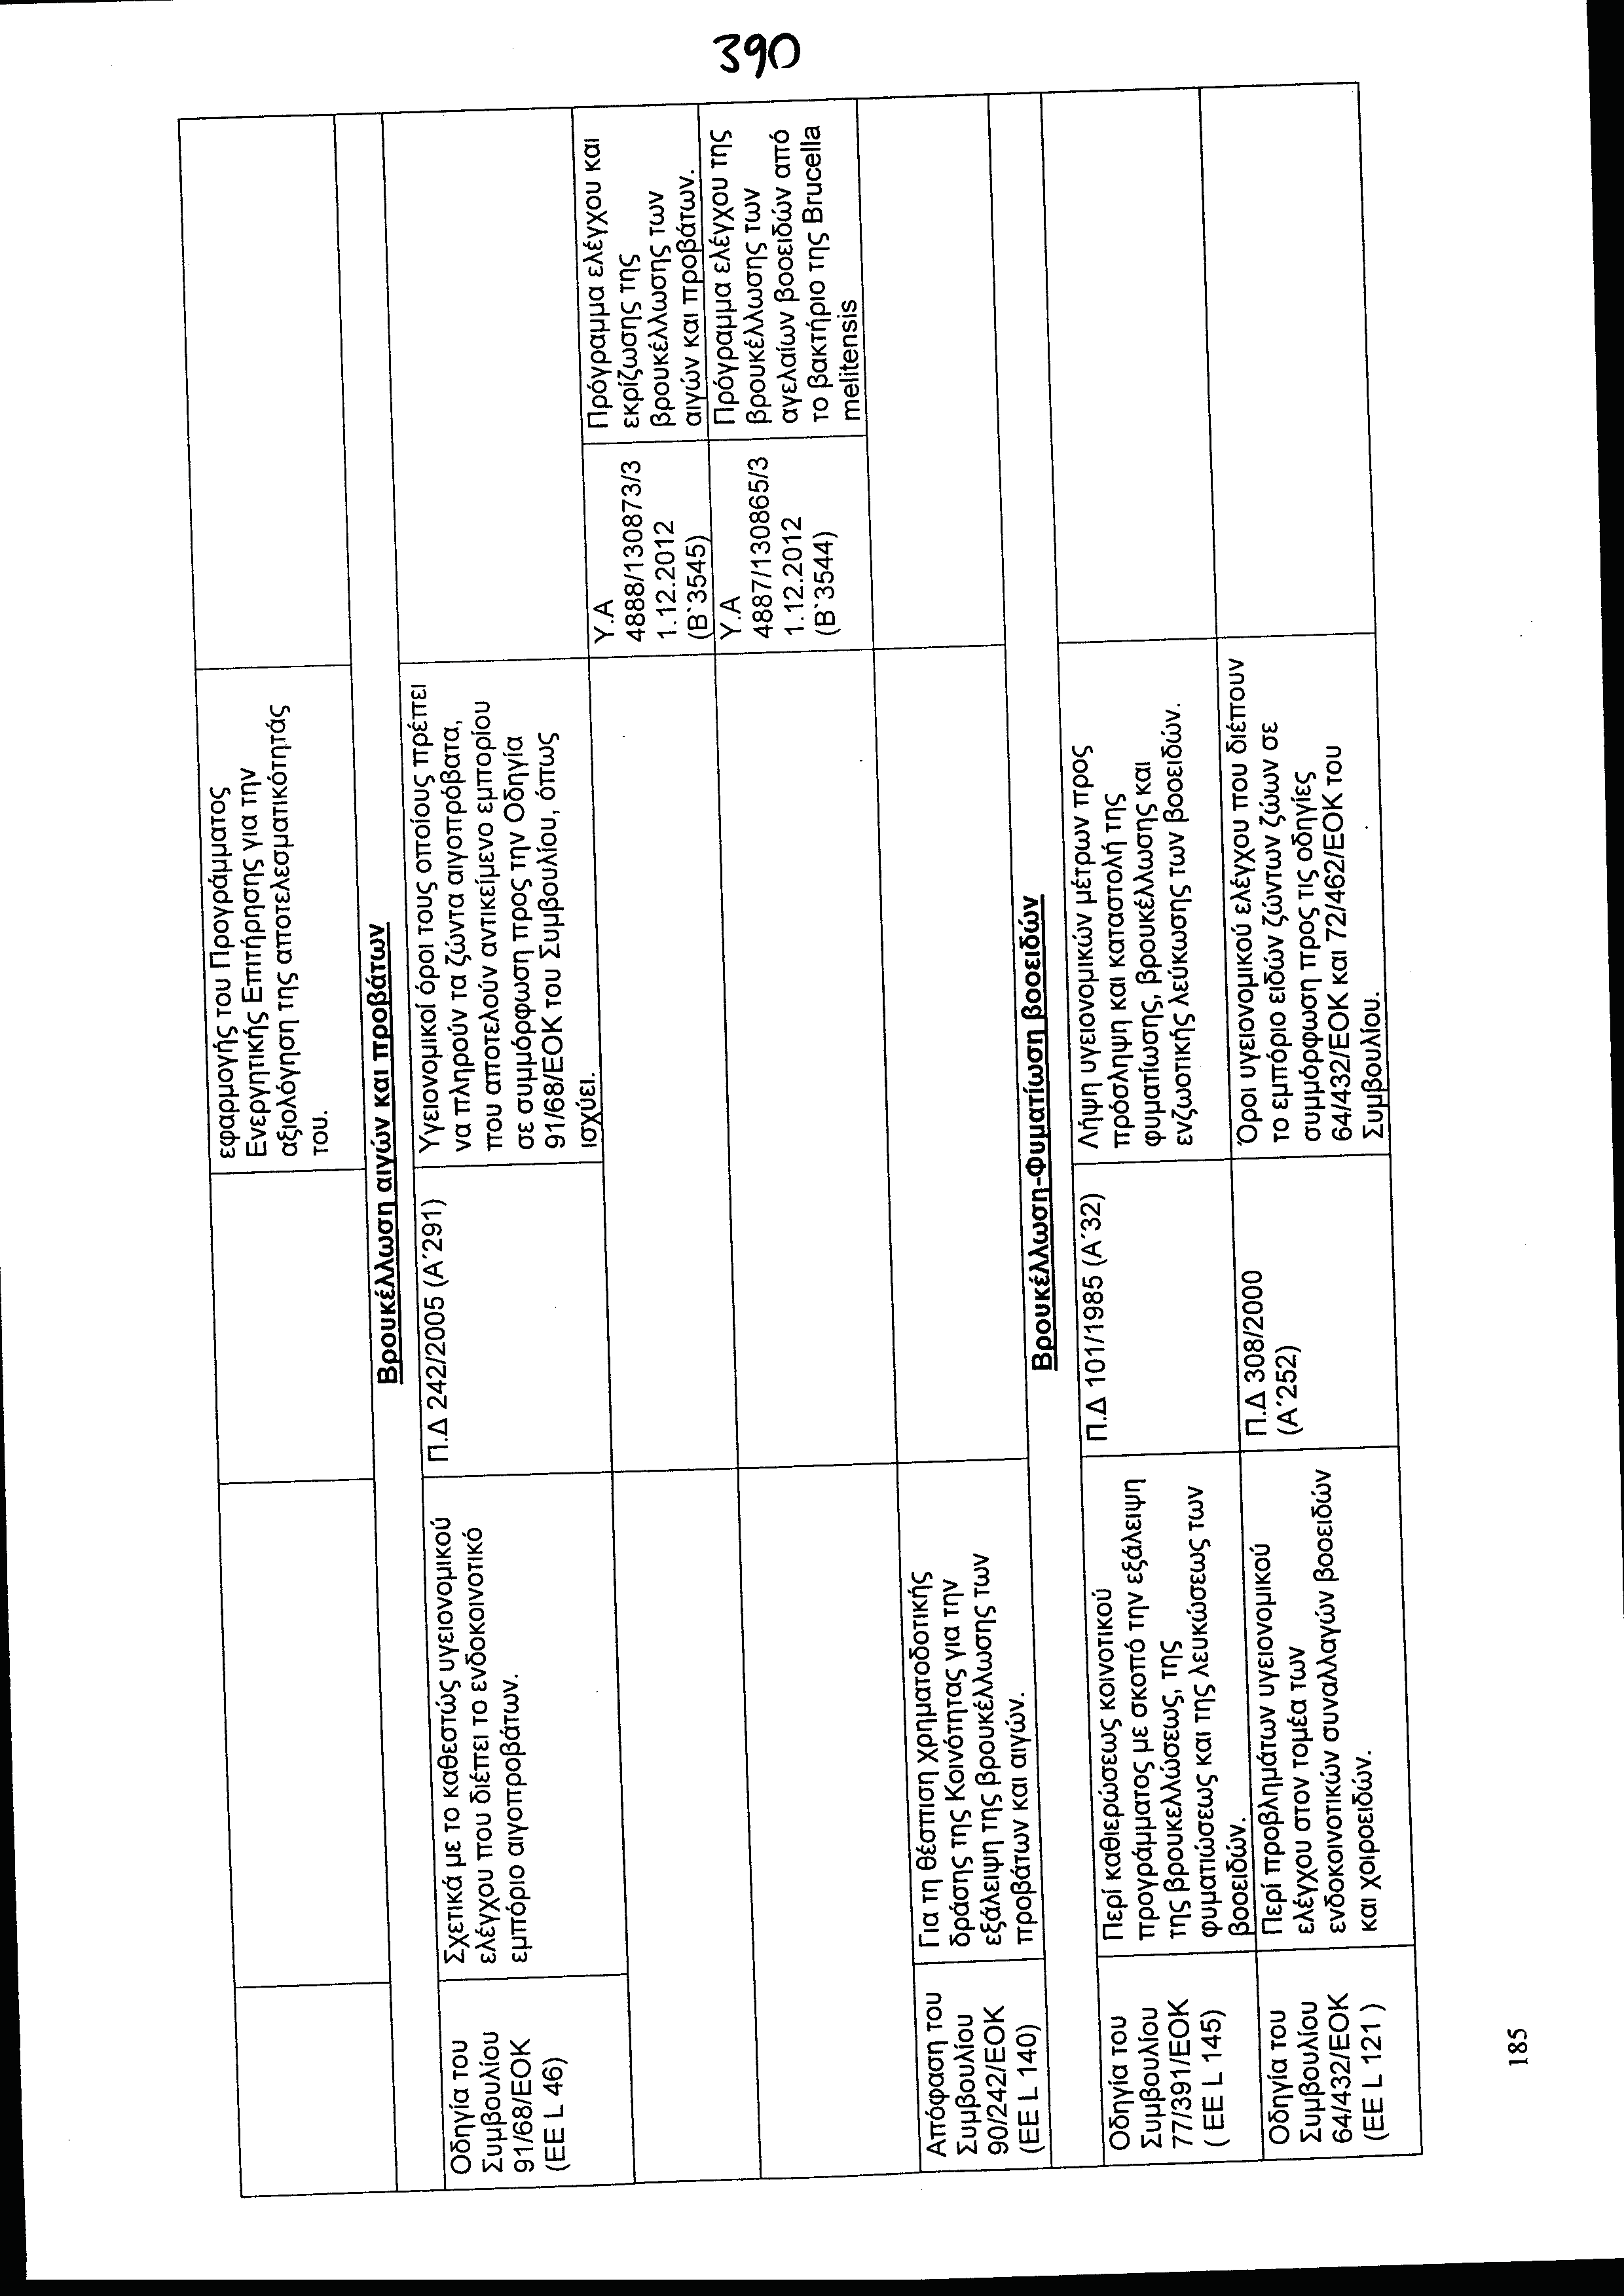 390
εφαρμογής του Προγράμματος
Ενεργητικής Επιτήρησης για την
αξιολόγηση της αποτελεσματικότητάς
του.
Βρουκέλλωση αιγών και προβάτων
Οδηγία του
Συμβουλίου
91/68/ΕΟΚ
(ΕΕ L 46)
Σχετικά με το καθεστώς υγειονομικού
ελέγχου που διέπει το ενδοκοινοτικό
εμπόριο αιγοπροβάτων.
Π.Δ 242/2005 (Α΄291)
Υγειονομικοί όροι τους οποίους πρέπει
να πληρούν τα ζώντα αιγοπρόβατα,
που αποτελούν αντικείμενο εμπορίου
σε συμμόρφωση προς την Οδηγία
91/68/ΕΟΚ του Συμβουλίου, όπως
ισχύει.
Υ.Α
4888/130873/3
1.12.2012
(Β`3545)
Πρόγραμμα ελέγχου και
εκρίζωσης της
βρουκέλλωσης των
αιγών και προβάτων.
Υ.Α
4887/130865/3
1.12.2012
(Β`3544)
Πρόγραμμα ελέγχου της
βρουκέλλωσης των
αγελαίων βοοειδών από
το βακτήριο της Brucella
melitensis
Απόφαση του
Συμβουλίου
90/242/ΕΟΚ
(ΕΕ L 140)
Για τη θέσπιση χρηματοδοτικής
δράσης της Κοινότητας για την
εξάλειψη της βρουκέλλωσης των
προβάτων και αιγών.
Βρουκέλλωση-Φυματίωση βοοειδών
Οδηγία του
Συμβουλίου
77/391/ΕΟΚ
( ΕΕ L 145)
Περί καθιερώσεως κοινοτικού
προγράμματος με σκοπό την εξάλειψη
της βρουκελλώσεως, της
φυματιώσεως και της λευκώσεως των
βοοειδών.
Π.Δ 101/1985 (Α΄32)
Λήψη υγειονομικών μέτρων προς
πρόσληψη και καταστολή της
φυματίωσης, βρουκέλλωσης και
ενζωοτικής λεύκωσης των βοοειδών.
Οδηγία του
Συμβουλίου
64/432/ΕΟΚ
(ΕΕ L 121 )
Περί προβλημάτων υγειονομικού
ελέγχου στον τομέα των
ενδοκοινοτικών συναλλαγών βοοειδών
και χοιροειδών.
Π.Δ 308/2000
(Α΄252)
Όροι υγειονομικού ελέγχου που διέπουν
το εμπόριο ειδών ζώντων ζώων σε
συμμόρφωση προς τις οδηγίες
64/432/ΕΟΚ και 72/462/ΕΟΚ του
Συμβουλίου.
185